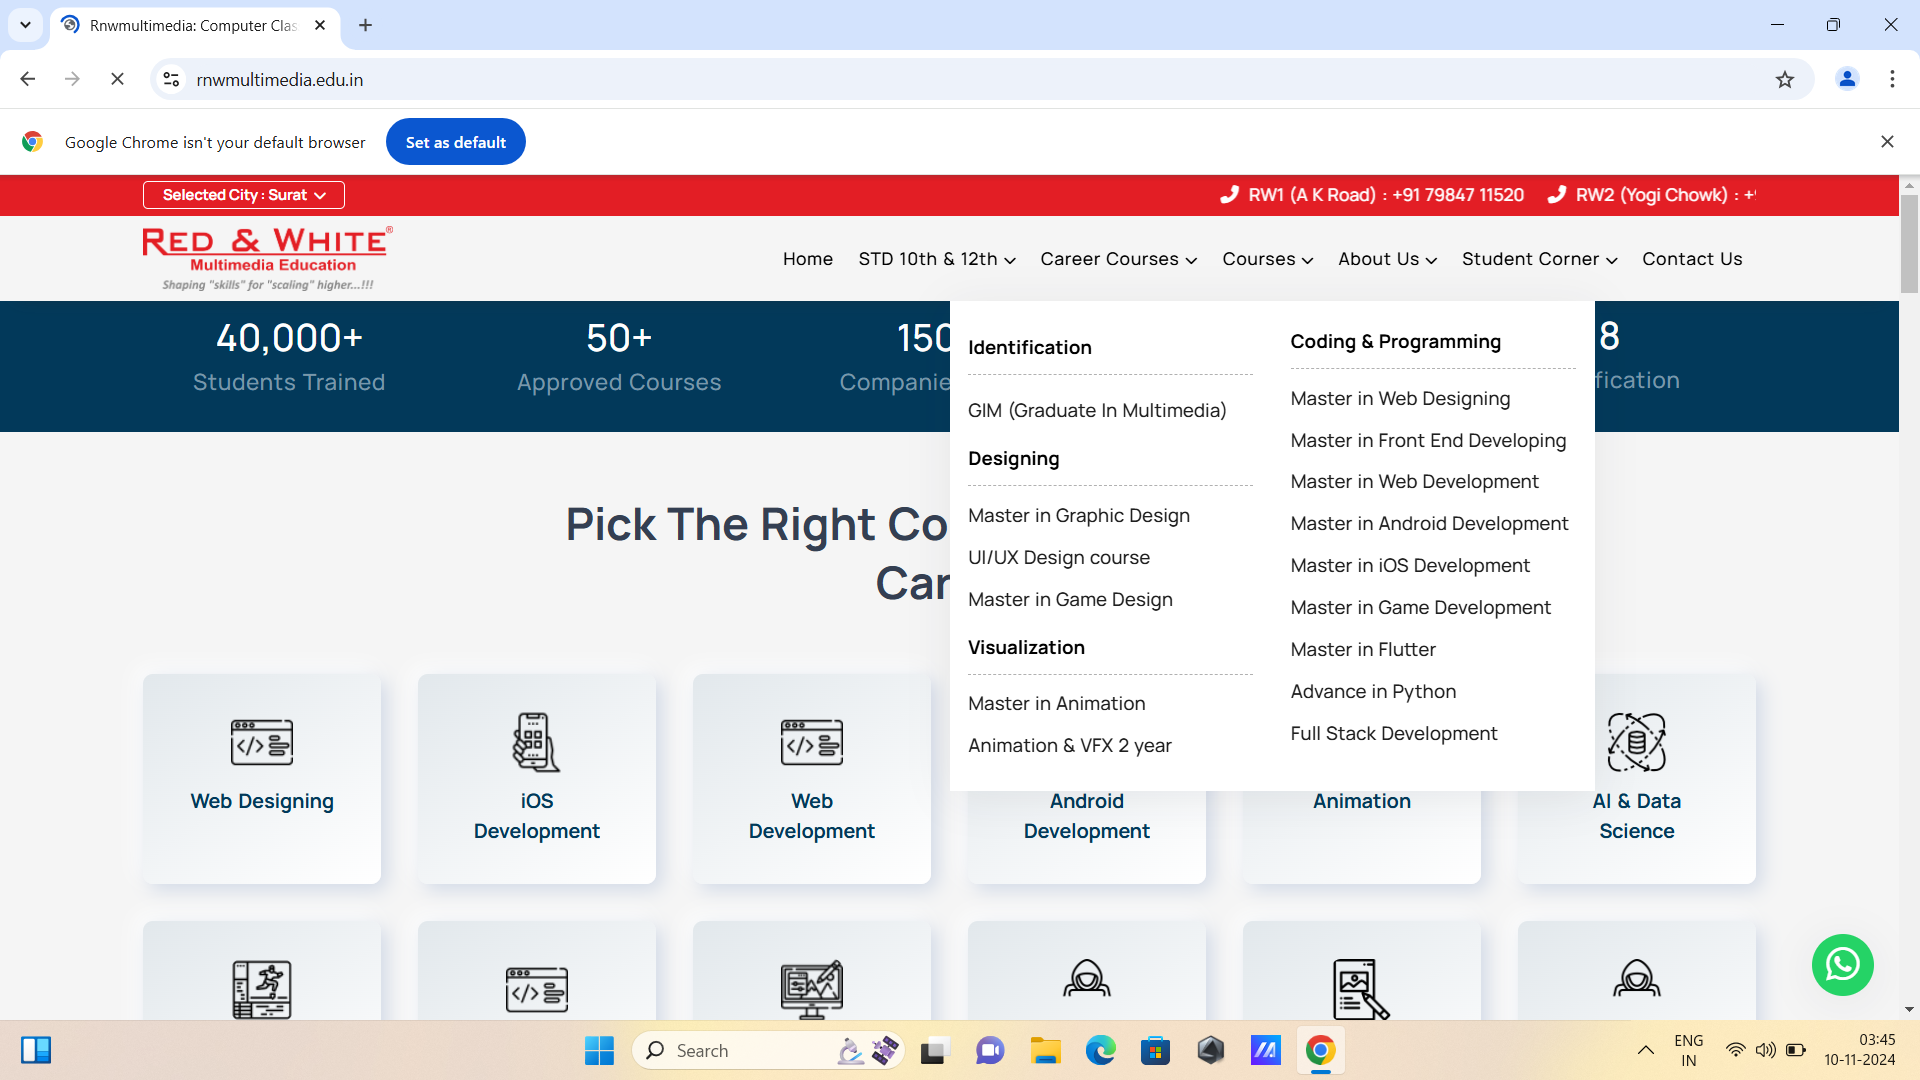 Rnwmultimedia: Computer Clas
rnwmultimedia.edu.in
Google Chrome isn't your default browser
Set as default
Selected City : Surat
RW1 (A K Road) : +91 79847 11520
RW2 (Yogi Chowk) : +
RED & WHITE®
Multimedia Education
Shaping "skills" for "scaling" higher...!!!
Home
STD 10th & 12th
Career Courses
Courses
About Us
Student Corner
Contact Us
40,000+
Students Trained
50+
Approved Courses
150
Companie
8
fication
Identification
GIM (Graduate In Multimedia)
Designing
Master in Graphic Design
UI/UX Design course
Master in Game Design
Visualization
Master in Animation
Animation & VFX 2 year
Coding & Programming
Master in Web Designing
Master in Front End Developing
Master in Web Development
Master in Android Development
Master in iOS Development
Master in Game Development
Master in Flutter
Advance in Python
Full Stack Development
Pick The Right Co
Car
Web Designing
iOS
Development
Web
Development
Android
Development
Animation
AI & Data
Science
Search
ENG
IN
03:45
10-11-2024